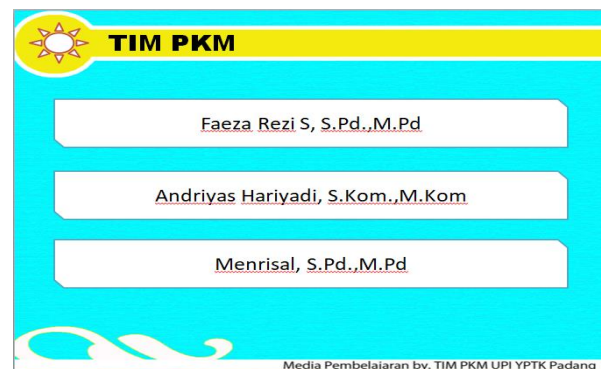 TIM PKM
Faeza Rezi S, S.Pd.,M.Pd
Andriyas Hariyadi, S.Kom.,M.Kom
Menrisal, S.Pd.,M.Pd
Media Pembelajaran by. TIM PKM UPI YPTK Padang